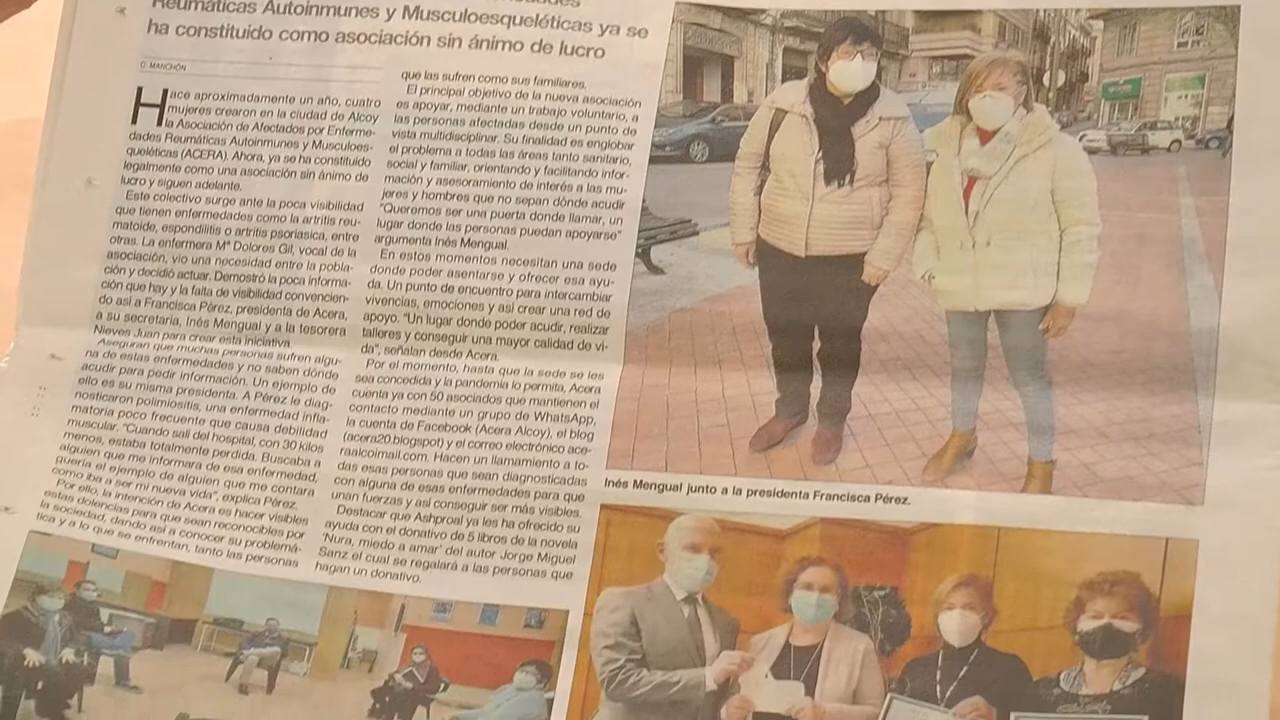 Reumáticas Autoinmunes y Musculoesqueléticas ya se
ha constituido como asociación sin ánimo de lucro
O MANCHÓN
Hace aproximadamente un año, cuatro
mujeres crearon en la ciudad de Alcoy
la Asociación de Afectados por Enferme-
dades Reumáticas Autoinmunes y Musculoes-
queléticas (ACERA). Ahora, ya se ha constituido
legalmente como una asociación sin ánimo de
lucro y siguen adelante.
Este colectivo surge ante la poca visibilidad
que tienen enfermedades como la artritis reu-
matoide, espondilitis o artritis psoriasica, entre
otras. La enfermera Mª Dolores Gil, vocal de la
asociación, vio una necesidad entre la pobla-
ción y decidió actuar. Demostró la poca informa-
ción que hay y la falta de visibilidad convencien-
do así a Francisca Pérez, presidenta de Acera,
a su secretaria, Inés Mengual y a la tesorera
Nieves Juan para crear esta iniciativa.
Aseguran que muchas personas sufren algu-
na de estas enfermedades y no saben dónde
acudir para pedir información. Un ejemplo de
ello es su misma presidenta. A Pérez le diag-
nosticaron polimiositis, una enfermedad infla-
matoria poco frecuente que causa debilidad
muscular. "Cuando salí del hospital, con 30 kilos
menos, estaba totalmente perdida. Buscaba a
alguien que me informara de esa enfermedad,
quería el ejemplo de alguien que me contara
como iba a ser mi nueva vida", explica Pérez.
Por ello, la intención de Acera es hacer visibles
estas dolencias para que sean reconocibles por
la sociedad, dando así a conocer su problemá-
tica y a lo que se enfrentan, tanto las personas
que las sufren como sus familiares.
El principal objetivo de la nueva asociación
es apoyar, mediante un trabajo voluntario, a
las personas afectadas desde un punto de
vista multidisciplinar. Su finalidad es englobar
el problema a todas las áreas tanto sanitario,
social y familiar, orientando y facilitando infor-
mación y asesoramiento de interés a las mu-
jeres y hombres que no sepan dónde acudir
"Queremos ser una puerta donde llamar, un
lugar donde las personas puedan apoyarse"
argumenta Inés Mengual.
En estos momentos necesitan una sede
donde poder asentarse y ofrecer esa ayu-
da. Un punto de encuentro para intercambiar
vivencias, emociones y así crear una red de
apoyo. "Un lugar donde poder acudir, realizar
talleres y conseguir una mayor calidad de vi-
da", señalan desde Acera.
Por el momento, hasta que la sede se les
sea concedida y la pandemia lo permita, Acera
cuenta ya con 50 asociados que mantienen el
contacto mediante un grupo de WhatsApp,
la cuenta de Facebook (Acera Alcoy), el blog
(acera20.blogspot) y el correo electrónico ace-
raalcoimail.com. Hacen un llamamiento a to-
das esas personas que sean diagnosticadas
con alguna de esas enfermedades para que
unan fuerzas y así conseguir ser más visibles.
Destacar que Ashproal ya les ha ofrecido su
ayuda con el donativo de 5 libros de la novela
'Nura, miedo a amar' del autor Jorge Miguel
Sanz el cual se regalará a las personas que
hagan un donativo.
Inés Mengual junto a la presidenta Francisca Pérez.